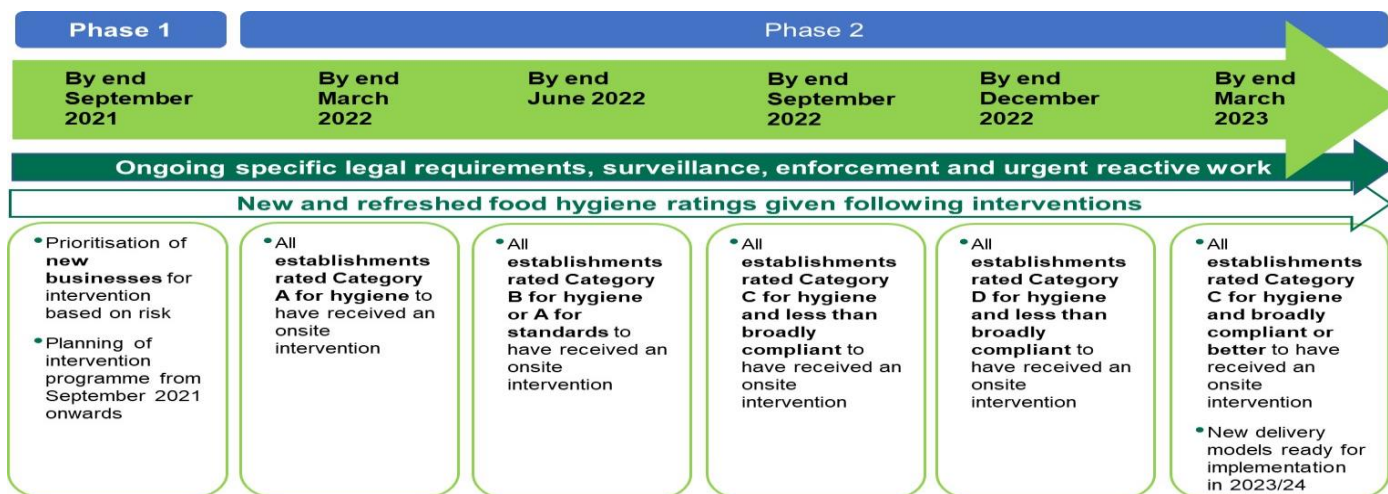 Phase 1
Phase 2
By end
September
2021
By end
March
2022
By end
June 2022
By end
September
2022
By end
December
2022
By end
March
2023
Ongoing specific legal requirements, surveillance, enforcement and urgent reactive work
New and refreshed food hygiene ratings given following interventions
• Prioritisation of
new
businesses for
intervention
based on risk
• Planning of
intervention
programme from
September 2021
onwards
• All
establishments
rated Category
A for hygiene to
have received an
onsite
intervention
• All
establishments
rated Category
B for hygiene
or A for
standards to
have received an
onsite
intervention
• All
establishments
rated Category
C for hygiene
and less than
broadly
compliant to
have received an
onsite
intervention
• All
establishments
rated Category
D for hygiene
and less than
broadly
compliant to
have received an
onsite
intervention
• All
establishments
rated Category
C for hygiene
and broadly
compliant or
better to have
received an
onsite
intervention
• New delivery
models ready for
implementation
in 2023/24